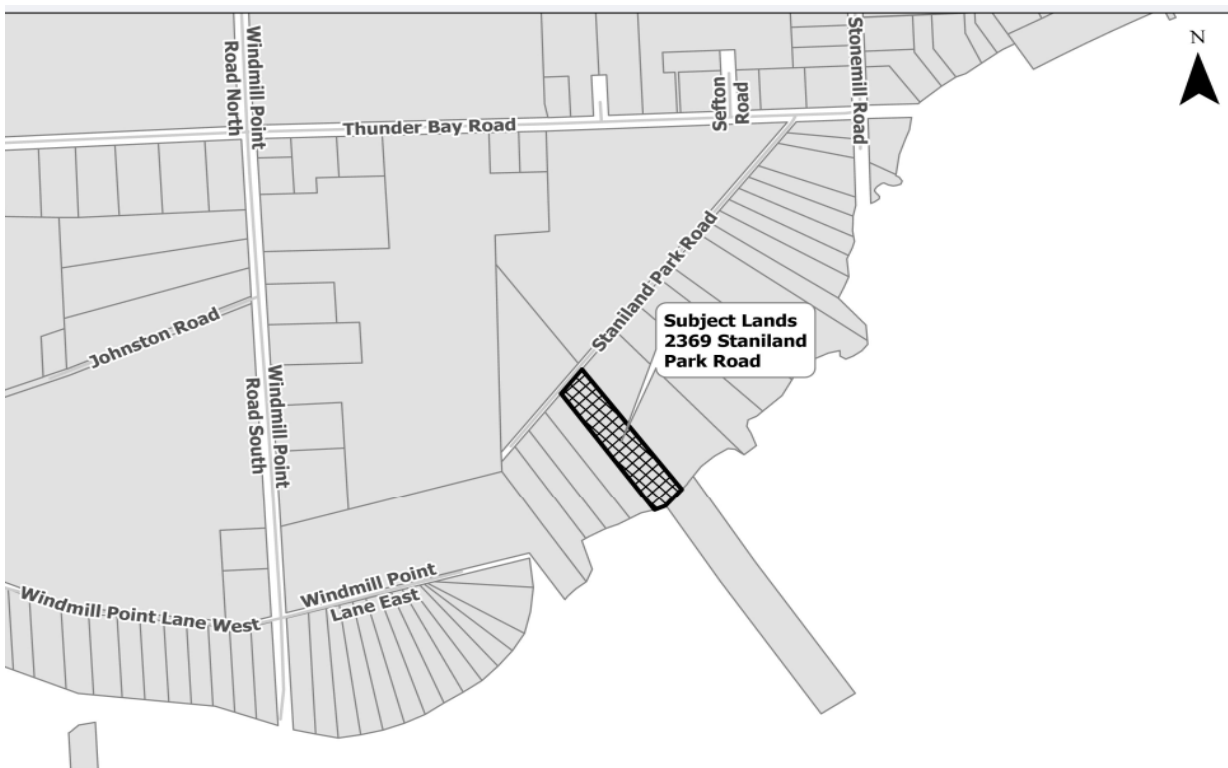 Windmill Point
Road North
Stonemill Road
N
Sefton
Road
Thunder Bay Road
Staniland Park Road
Subject Lands
2369 Staniland
Park Road
Johnston Road
Windmill Point
Road South
Windmill Point
Lane East
Windmill Point Lane West